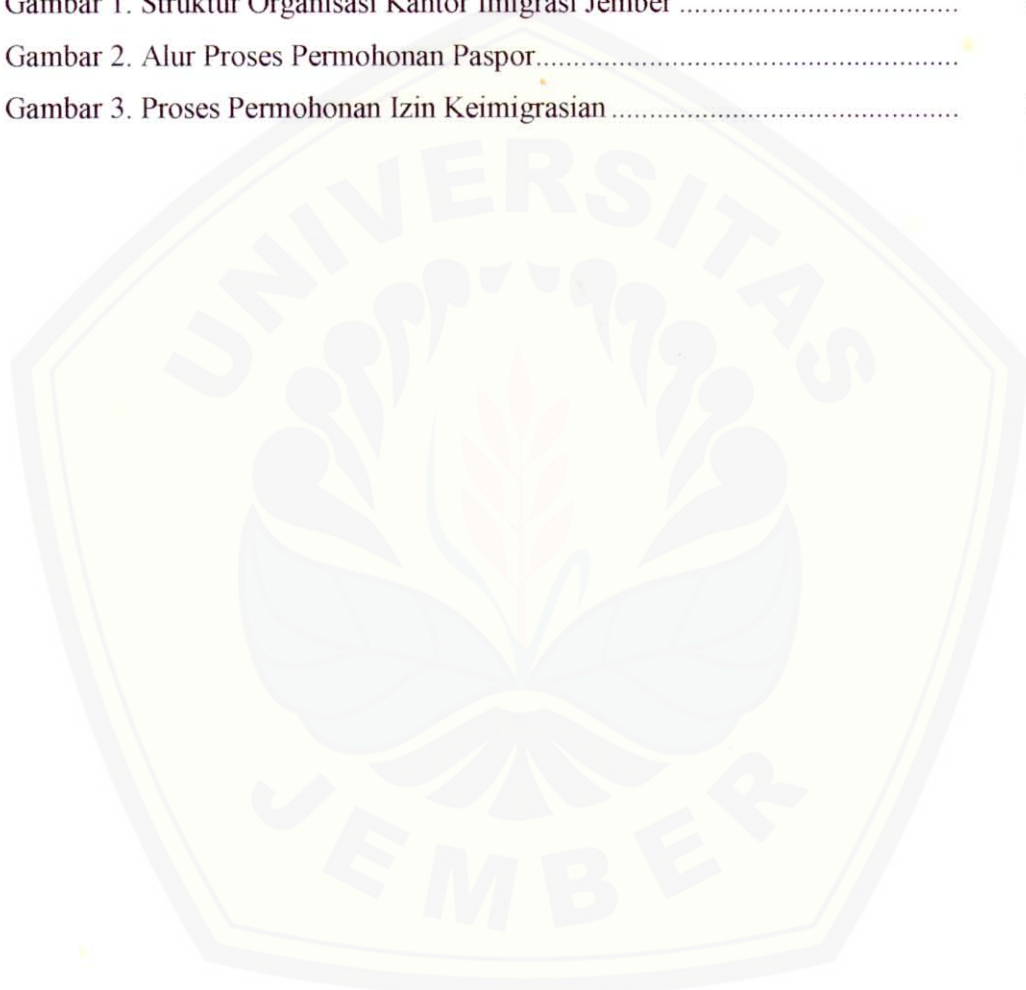 Gambar 1. Struktur Organisasi Kantor Imigrasi Jember ....................................
Gambar 2. Alur Proses Permohonan Paspor........................................................
Gambar 3. Proses Permohonan Izin Keimigrasian ..............................................
UNIVERSITAS
JEMBER